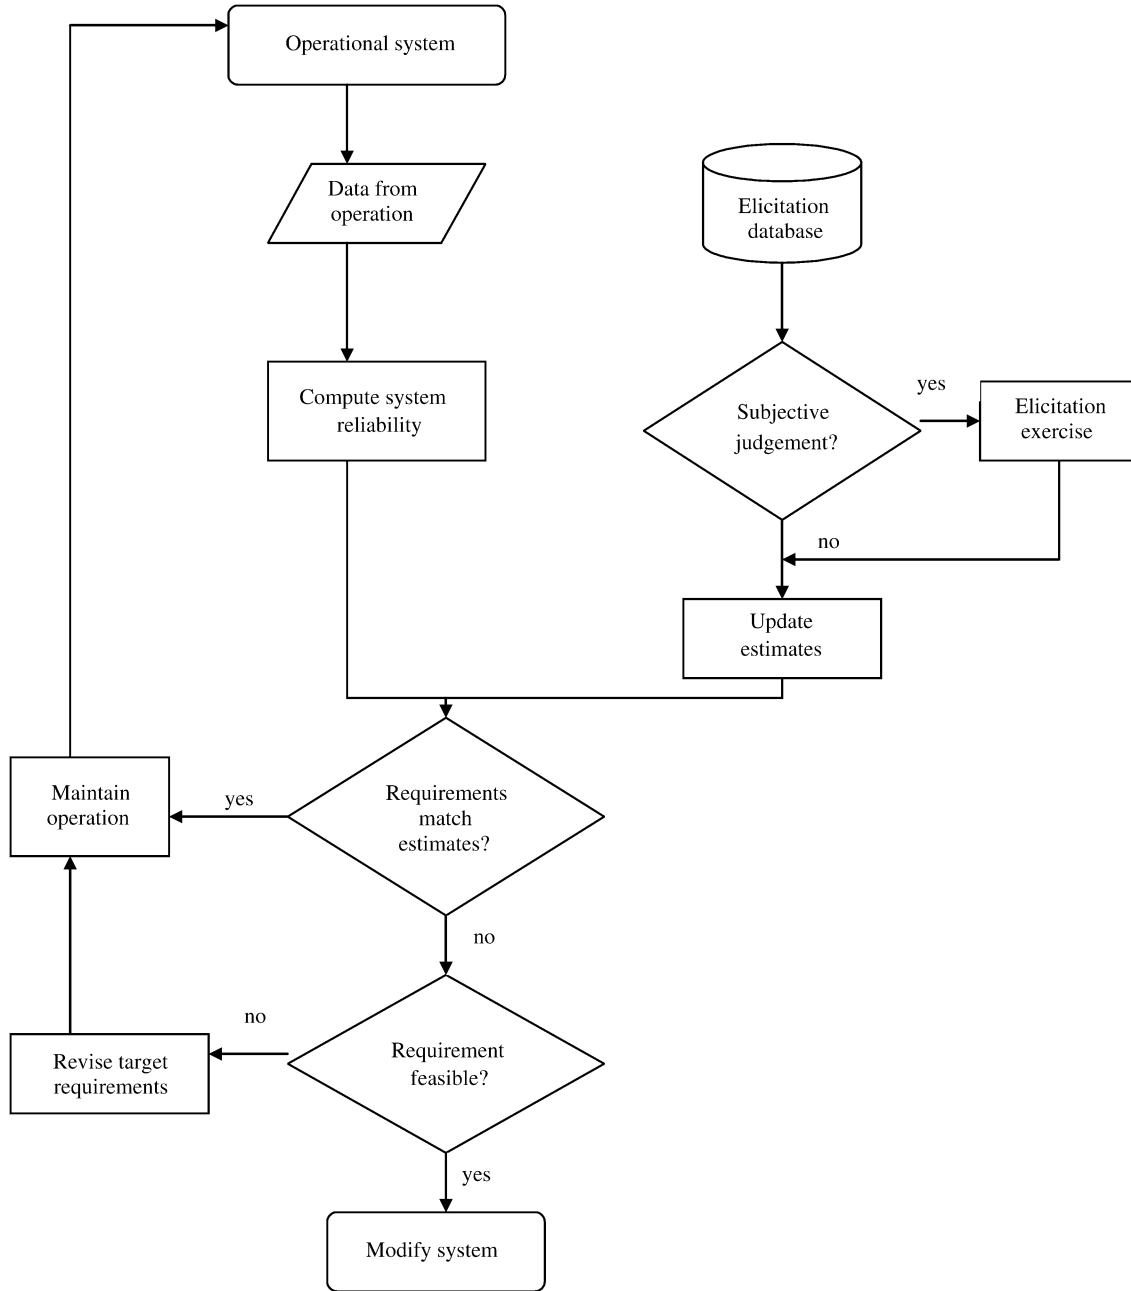 Operational system
Data from
operation
Elicitation
database
Compute system
reliability
Subjective
judgement?
yes
Elicitation
exercise
no
Update
estimates
Maintain
operation
yes
Requirements
match
estimates?
no
no
Revise target
requirements
Requirement
feasible?
yes
Modify system